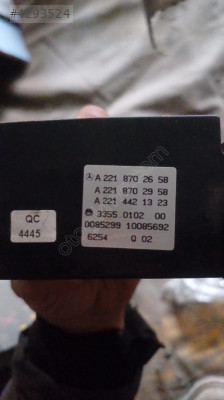 #1293524
A 221 870 26 58
A 221 870 29 58
A 221 442 13 23
3355 0102 00
0085299 10085692
6254 Q 02
QC
4445